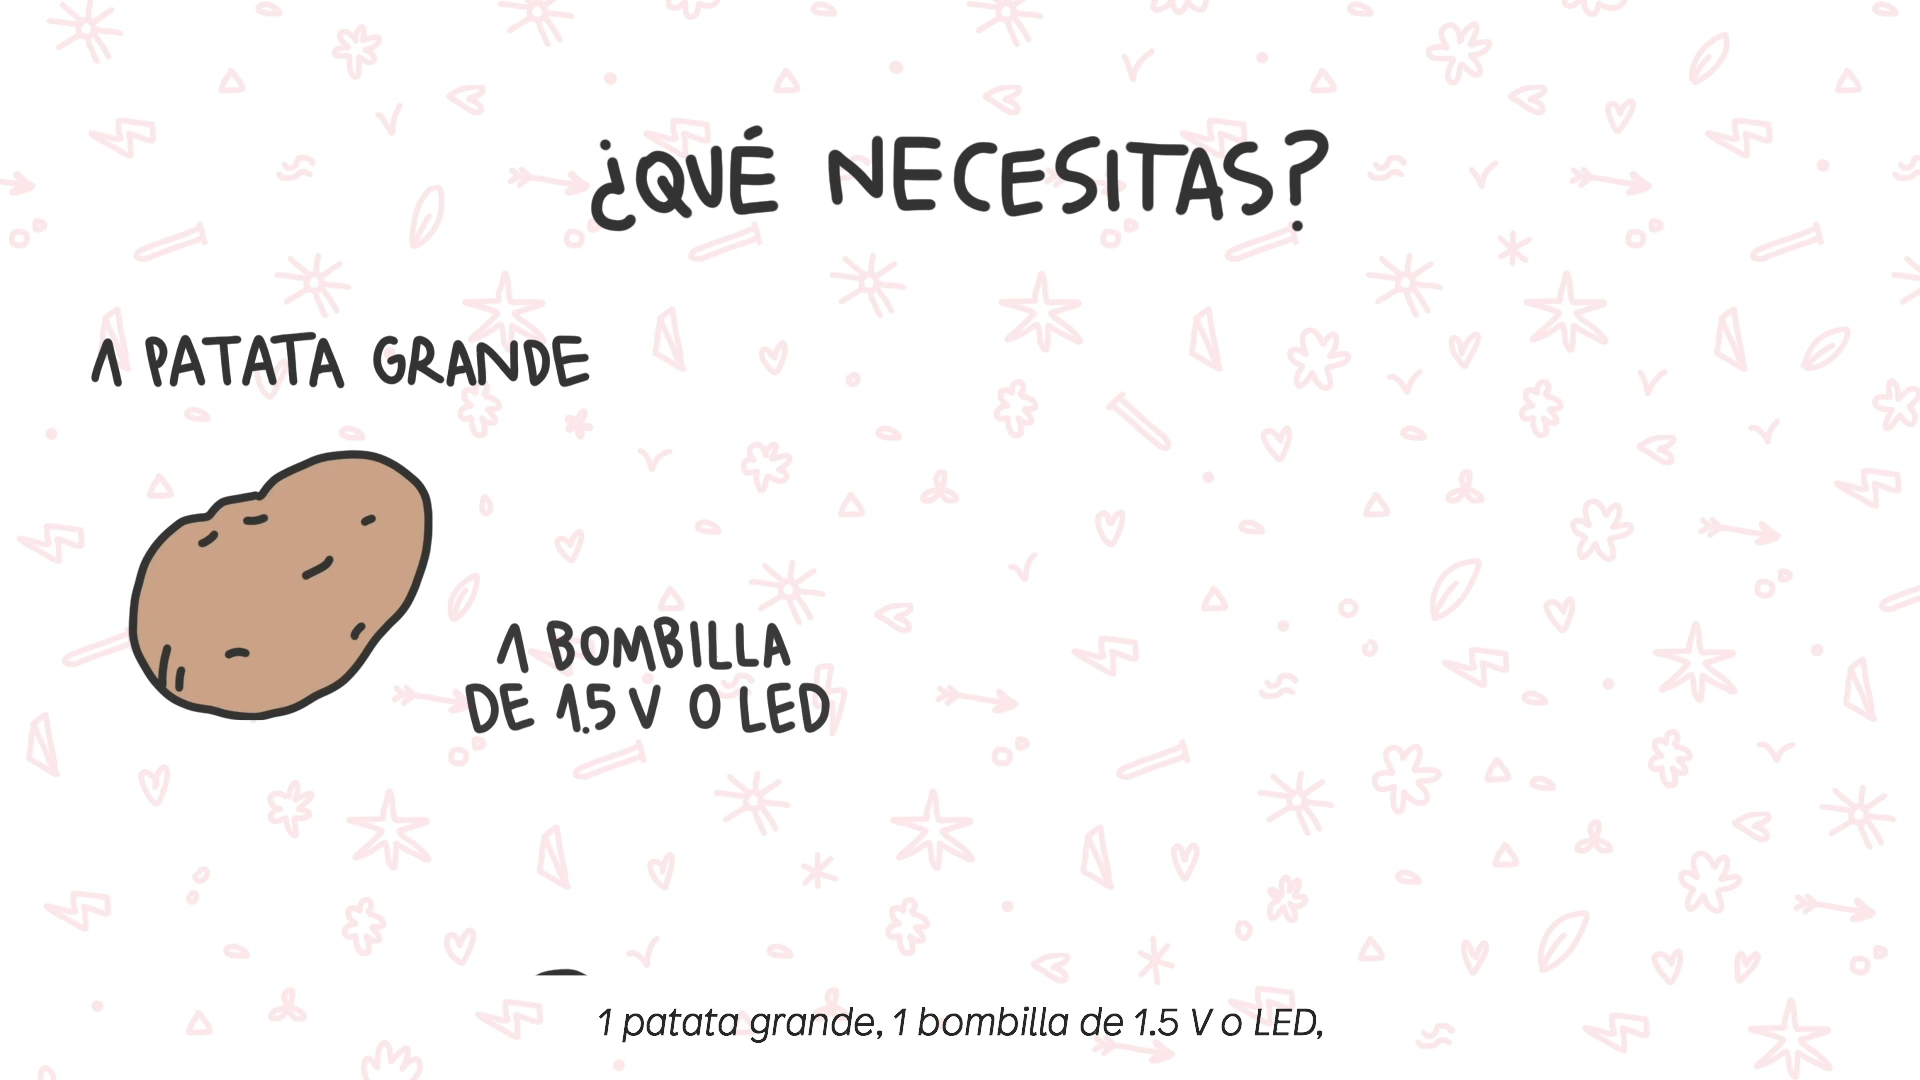 ¿QUÉ NECESITAS?
1 PATATA GRANDE
1 BOMBILLA
DE 1.5 V O LED
1 patata grande, 1 bombilla de 1.5 V o LED,